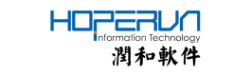 HOPERUN
Information Technology
潤和軟件